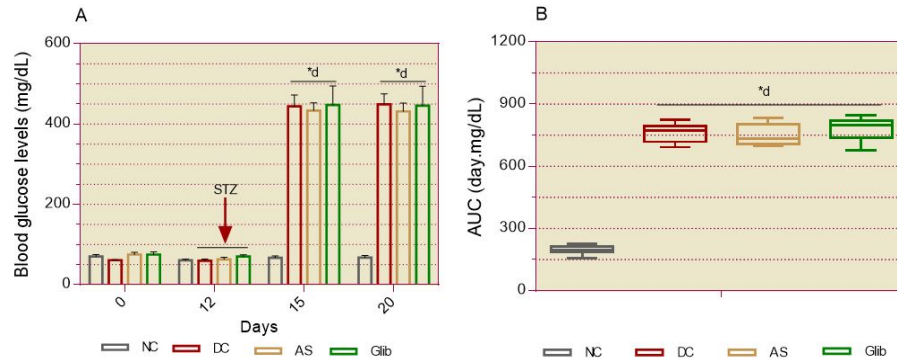 A
Blood glucose levels (mg/dL)
600
400
200
0
STZ
*d
*d
0
12
15
20
Days
NC
DC
AS
Glib
B
AUC (day.mg/dL)
1200
900
600
300
0
*d
NC
DC
AS
Glib